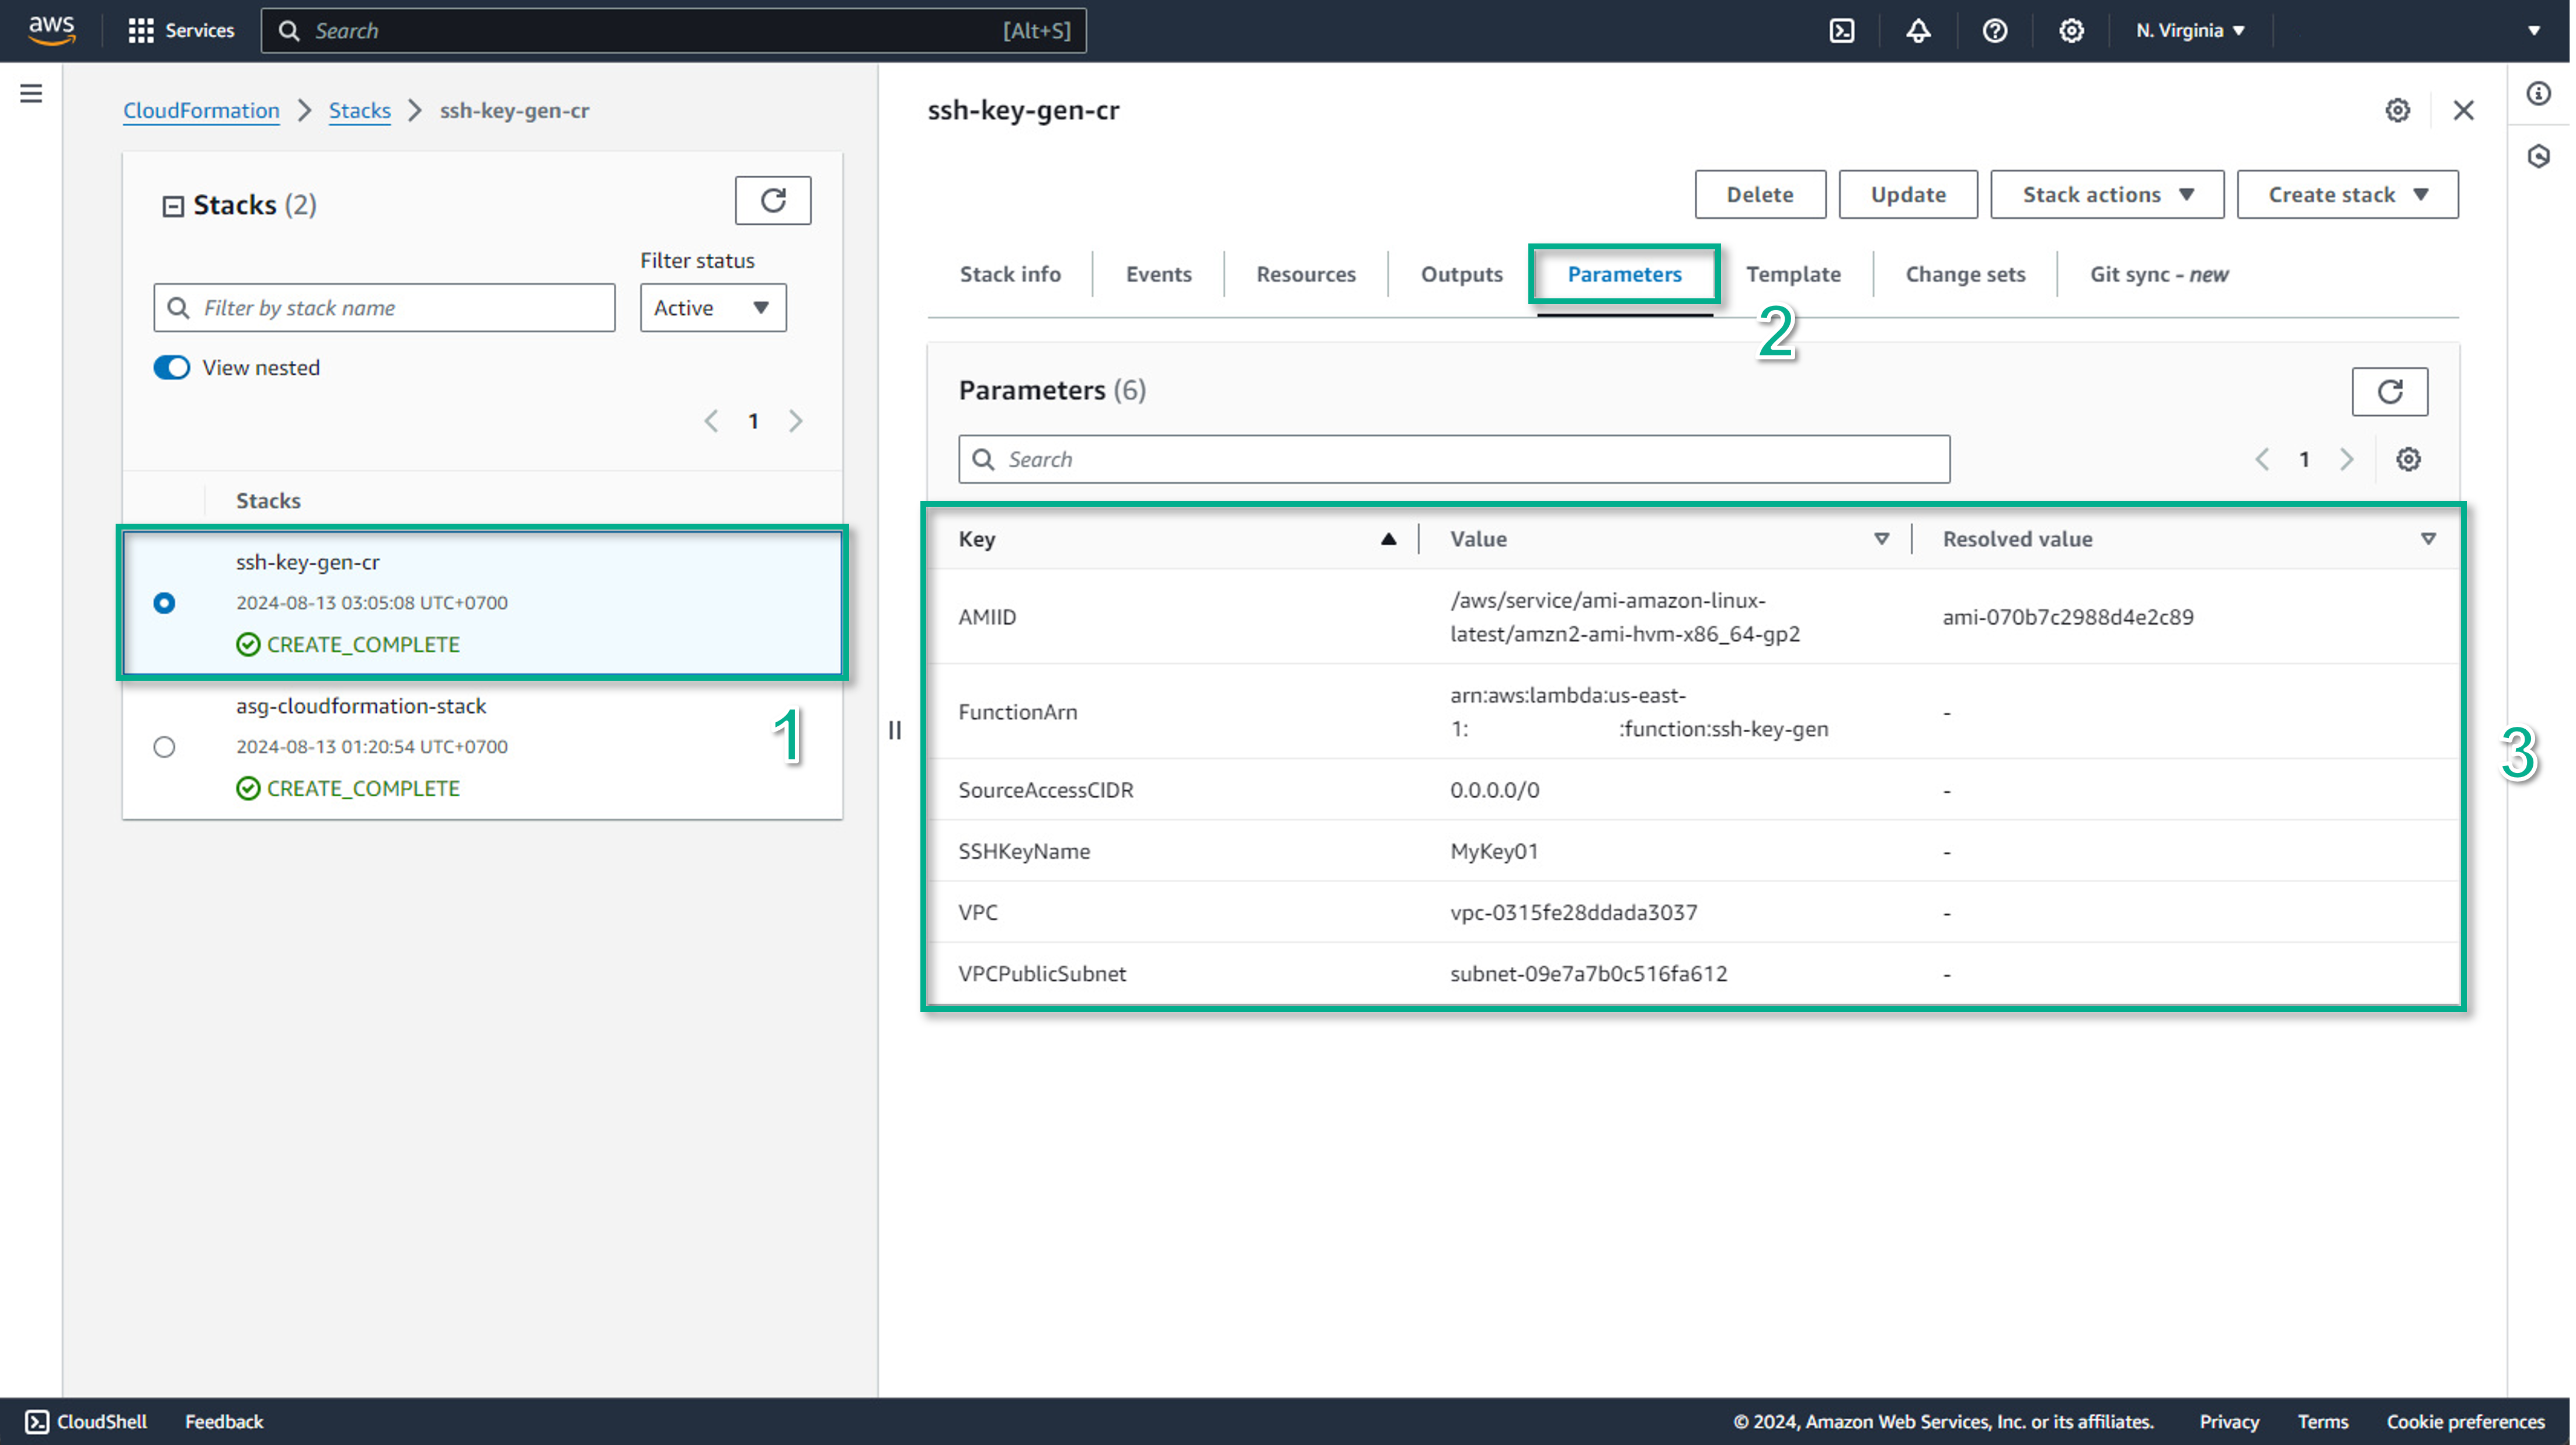 aws Services Search [Alt+S] N. Virginia
CloudFormation Stacks ssh-key-gen-cr
Stacks (2)
Filter status
Filter by stack name Active
View nested
1
Stacks
ssh-key-gen-cr
2024-08-13 03:05:08 UTC+0700
CREATE_COMPLETE
asg-cloudformation-stack
2024-08-13 01:20:54 UTC+0700
CREATE_COMPLETE
1
ssh-key-gen-cr
Delete Update Stack actions Create stack
Stack info Events Resources Outputs Parameters Template Change sets Git sync - new
2
Parameters (6)
Search 1
Key Value Resolved value
AMIID /aws/service/ami-amazon-linux-
latest/amzn2-ami-hvm-x86_64-gp2 ami-070b7c2988d4e2c89
FunctionArn arn:aws:lambda:us-east-
1: :function:ssh-key-gen -
SourceAccessCIDR 0.0.0.0/0 -
SSHKeyName MyKey01 -
VPC vpc-0315fe28ddada3037 -
VPCPublicSubnet subnet-09e7a7b0c516fa612 -
3
CloudShell Feedback © 2024, Amazon Web Services, Inc. or its affiliates. Privacy Terms Cookie preferences